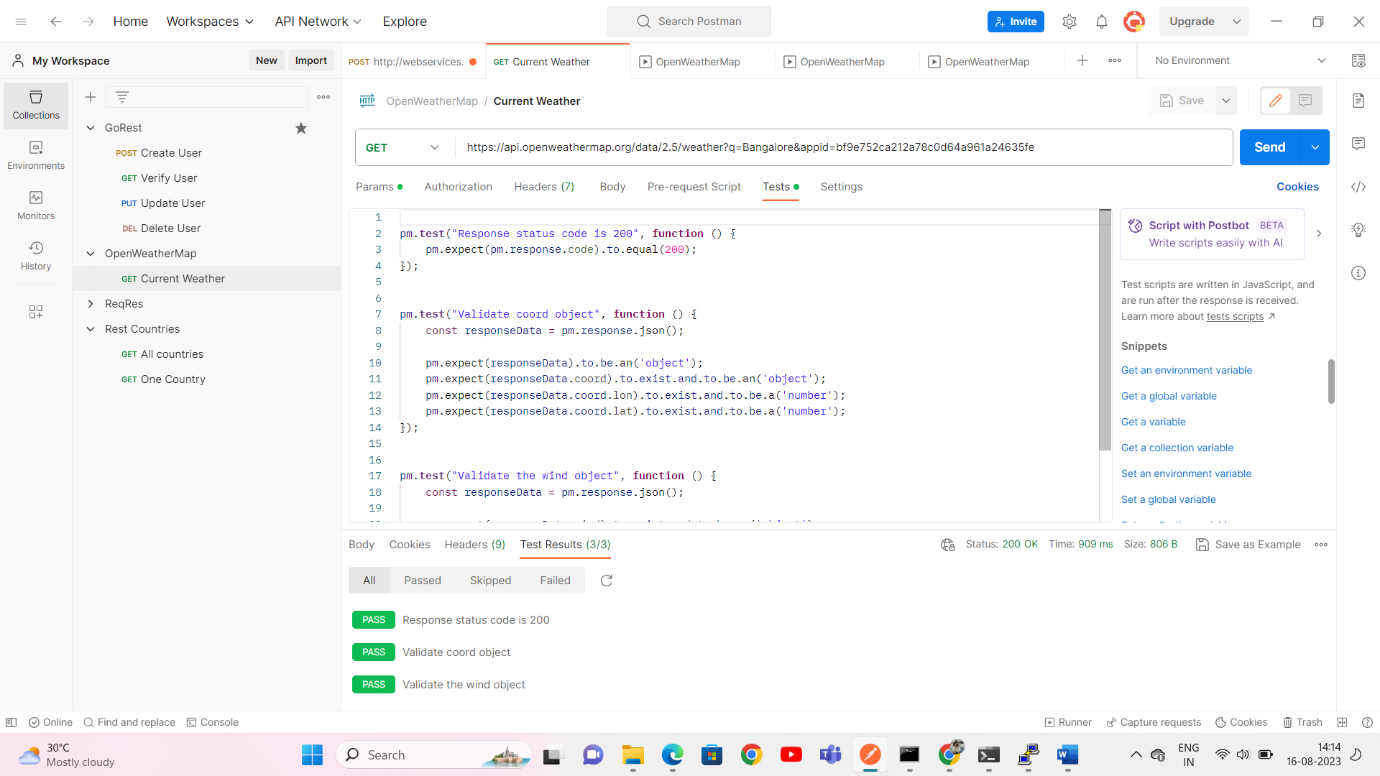 Home Workspaces API Network Explore Search Postman Invite Upgrade
My Workspace New Import POST http://webservices. GET Current Weather OpenWeatherMap OpenWeatherMap OpenWeatherMap No Environment
Collections
Environments
Monitors
History
GoRest
POST Create User
GET Verify User
PUT Update User
DEL Delete User
OpenWeatherMap
GET Current Weather
ReqRes
Rest Countries
GET All countries
GET One Country
HTTP OpenWeatherMap / Current Weather Save
GET https://api.openweathermap.org/data/2.5/weather?q=Bangalore&appid=bf9e752ca212a78c0d64a961a24635fe Send
Params Authorization Headers (7) Body Pre-request Script Tests Settings Cookies
1
2 pm.test("Response status code is 200", function () {
3 pm.expect(pm.response.code).to.equal(200);
4 });
5
6
7 pm.test("Validate coord object", function () {
8 const responseData = pm.response.json();
9
10 pm.expect(responseData).to.be.an('object');
11 pm.expect(responseData.coord).to.exist.and.to.be.an('object');
12 pm.expect(responseData.coord.lon).to.exist.and.to.be.a('number');
13 pm.expect(responseData.coord.lat).to.exist.and.to.be.a('number');
14 });
15
16
17 pm.test("Validate the wind object", function () {
18 const responseData = pm.response.json();
19
Script with Postbot BETA
Write scripts easily with AI
Test scripts are written in JavaScript, and
are run after the response is received.
Learn more about tests scripts
Snippets
Get an environment variable
Get a global variable
Get a variable
Get a collection variable
Set an environment variable
Set a global variable
Body Cookies Headers (9) Test Results (3/3) Status: 200 OK Time: 909 ms Size: 806 B Save as Example
All Passed Skipped Failed
PASS Response status code is 200
PASS Validate coord object
PASS Validate the wind object
Online Find and replace Console Runner Capture requests Cookies Trash
30°C
Mostly cloudy
Search
ENG
IN
14:14
16-08-2023